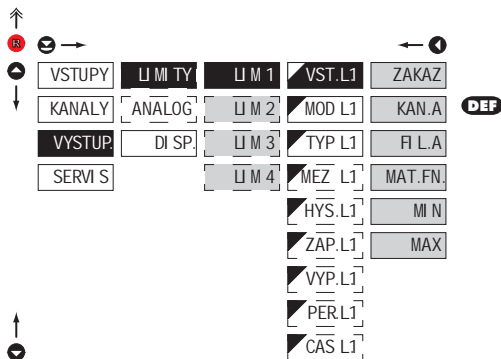 R
VSTUPY LIMITY LIM 1 VST.L1 ZAKAZ
KANALY ANALOG LIM 2 MOD L1 KAN.A DEF
VYSTUP. DISP. LIM 3 TYP L1 FIL.A
SERVIS LIM 4 MEZ L1 MAT.FN.
HYS.L1 MIN
ZAP.L1 MAX
VYP.L1
PER.L1
CAS L1